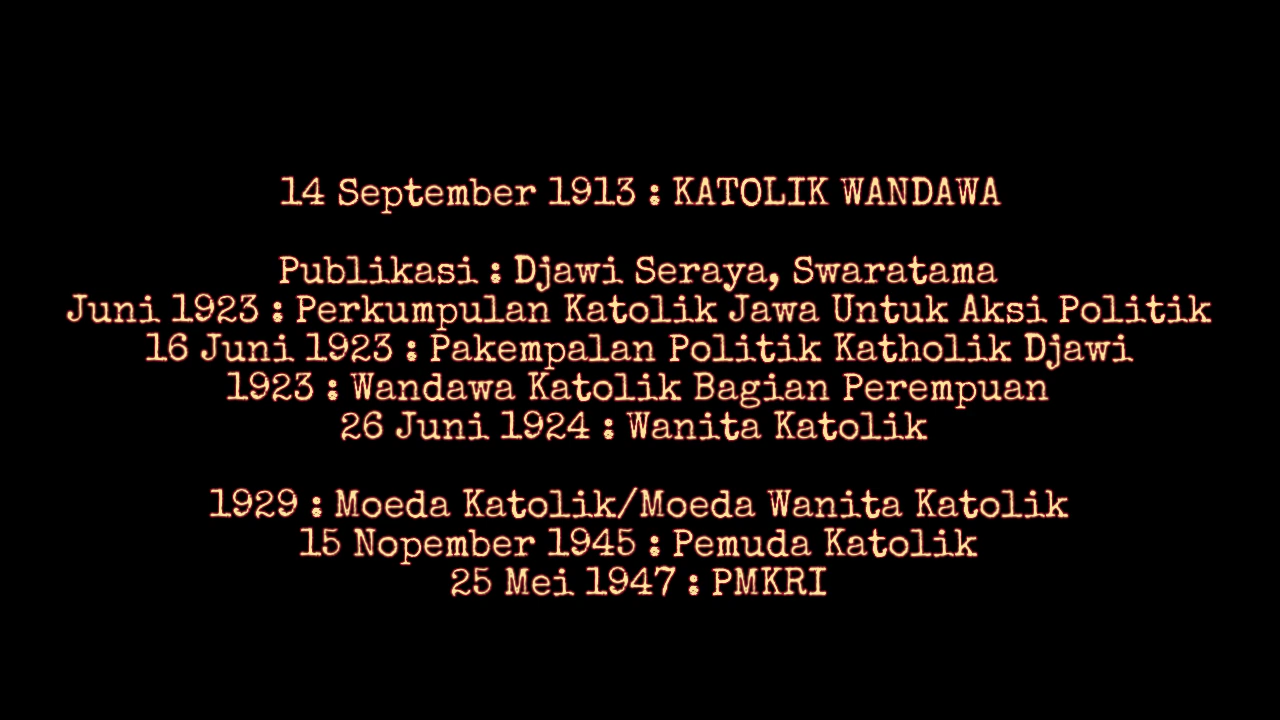 14 September 1913 : KATOLIK WANDAWA
Publikasi : Djawi Seraya, Swaratama
Juni 1923 : Perkumpulan Katolik Jawa Untuk Aksi Politik
16 Juni 1923 : Pakempalan Politik Katholik Djawi
1923 : Wandawa Katolik Bagian Perempuan
26 Juni 1924 : Wanita Katolik
1929 : Moeda Katolik/Moeda Wanita Katolik
15 Nopember 1945 : Pemuda Katolik
25 Mei 1947 : PMKRI